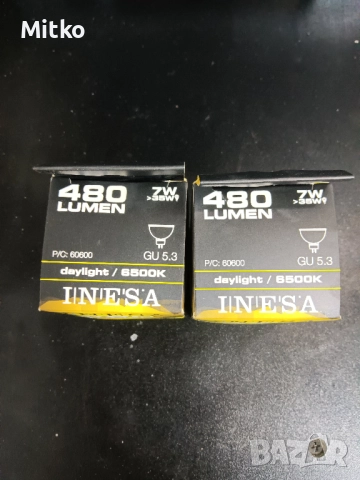 Mitko
480
LUMEN
7W
>35W
P/C: 60600
GU 5.3
daylight / 6500K
INESA
480
LUMEN
7W
>35W
P/C: 60600
GU 5.3
daylight / 6500K
INESA
BAZAR